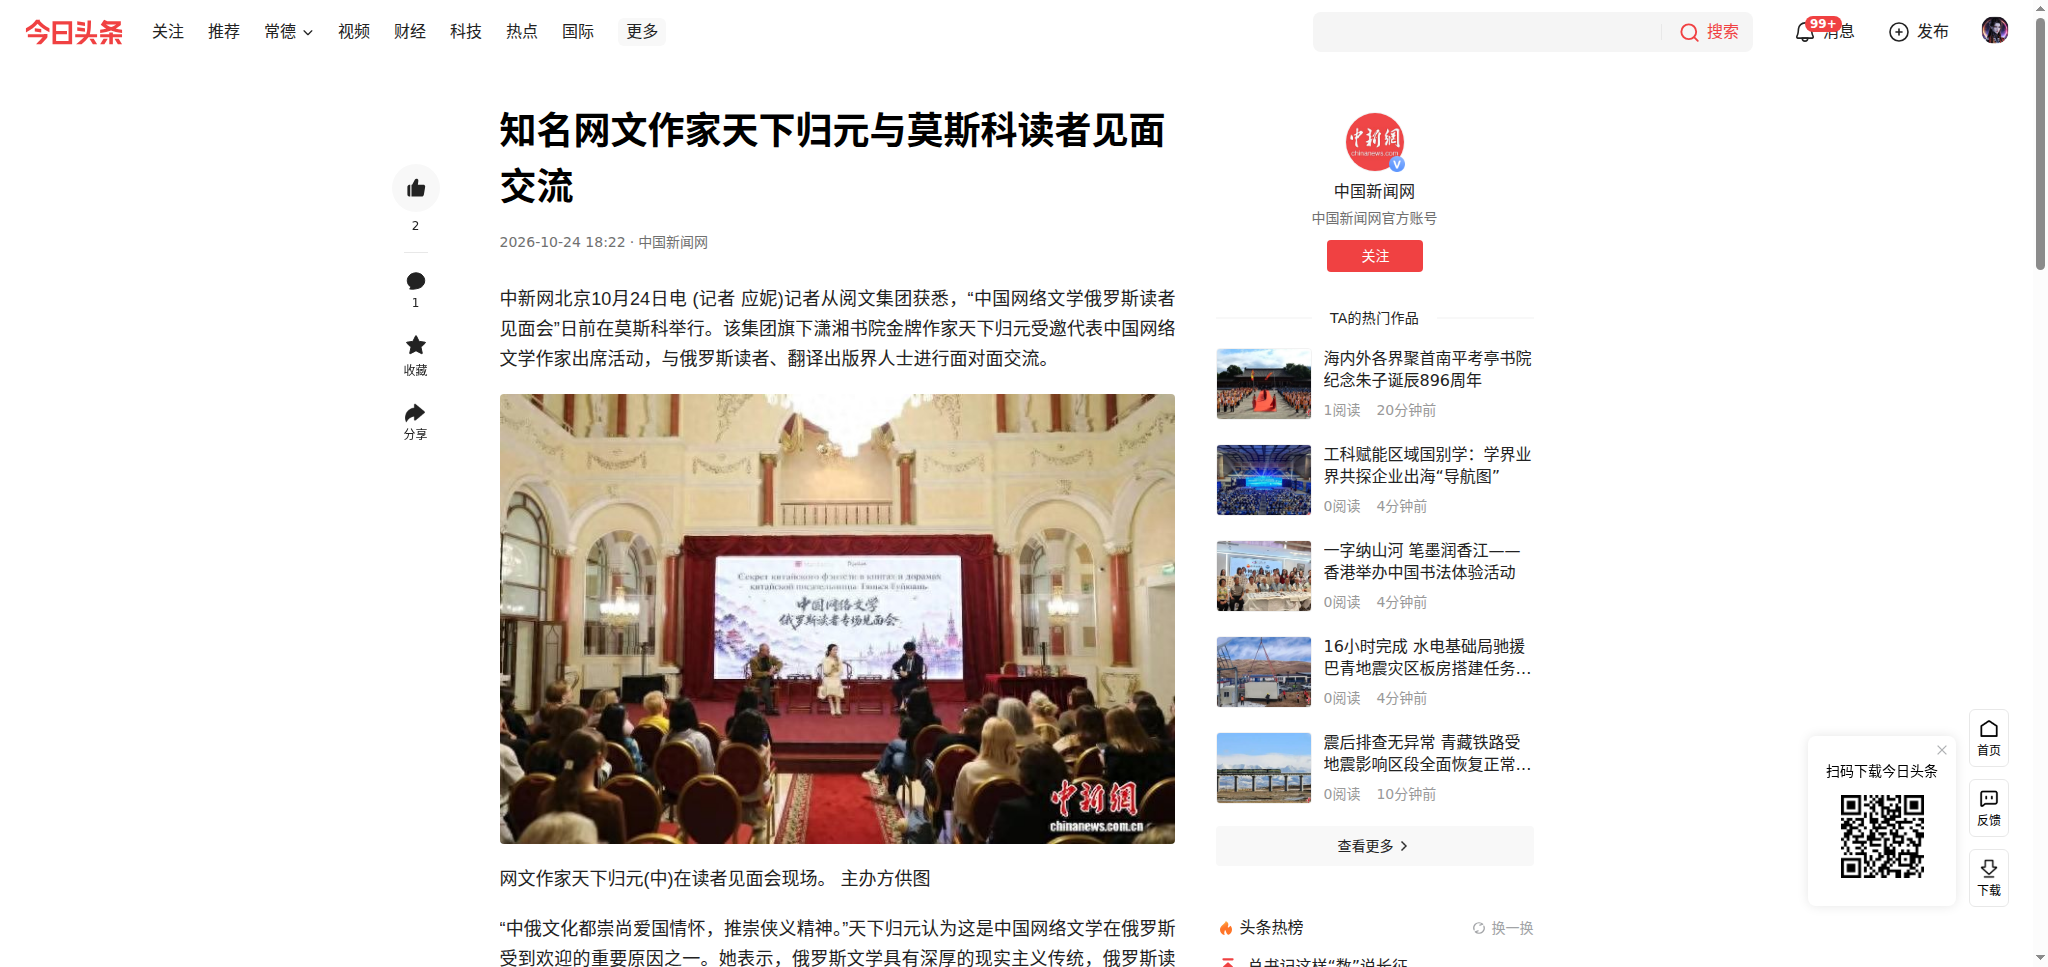 今日头条
关注
推荐
常德
视频
财经
科技
热点
国际
更多
搜索
99+
消息
发布
知名网文作家天下归元与莫斯科读者见面
交流
2026-10-24 18:22 · 中国新闻网
2
1
收藏
分享
中新网北京10月24日电 (记者 应妮)记者从阅文集团获悉，“中国网络文学俄罗斯读者
见面会”日前在莫斯科举行。该集团旗下潇湘书院金牌作家天下归元受邀代表中国网络
文学作家出席活动，与俄罗斯读者、翻译出版界人士进行面对面交流。
Секрет китайского фэнтези в книгах и дорамах
китайской писательницы Тянься Гуйюань
中国网络文学
俄罗斯读者专场见面会
中新網
chinanews.com.cn
网文作家天下归元(中)在读者见面会现场。 主办方供图
“中俄文化都崇尚爱国情怀，推崇侠义精神。”天下归元认为这是中国网络文学在俄罗斯
受到欢迎的重要原因之一。她表示，俄罗斯文学具有深厚的现实主义传统，俄罗斯读
中新網
chinanews.com
V
中国新闻网
中国新闻网官方账号
关注
TA的热门作品
海内外各界聚首南平考亭书院
纪念朱子诞辰896周年
1阅读 20分钟前
工科赋能区域国别学：学界业
界共探企业出海“导航图”
0阅读 4分钟前
一字纳山河 笔墨润香江——
香港举办中国书法体验活动
0阅读 4分钟前
16小时完成 水电基础局驰援
巴青地震灾区板房搭建任务…
0阅读 4分钟前
震后排查无异常 青藏铁路受
地震影响区段全面恢复正常…
0阅读 10分钟前
查看更多
头条热榜
换一换
总书记这样“数”说长征
扫码下载今日头条
首页
反馈
下载